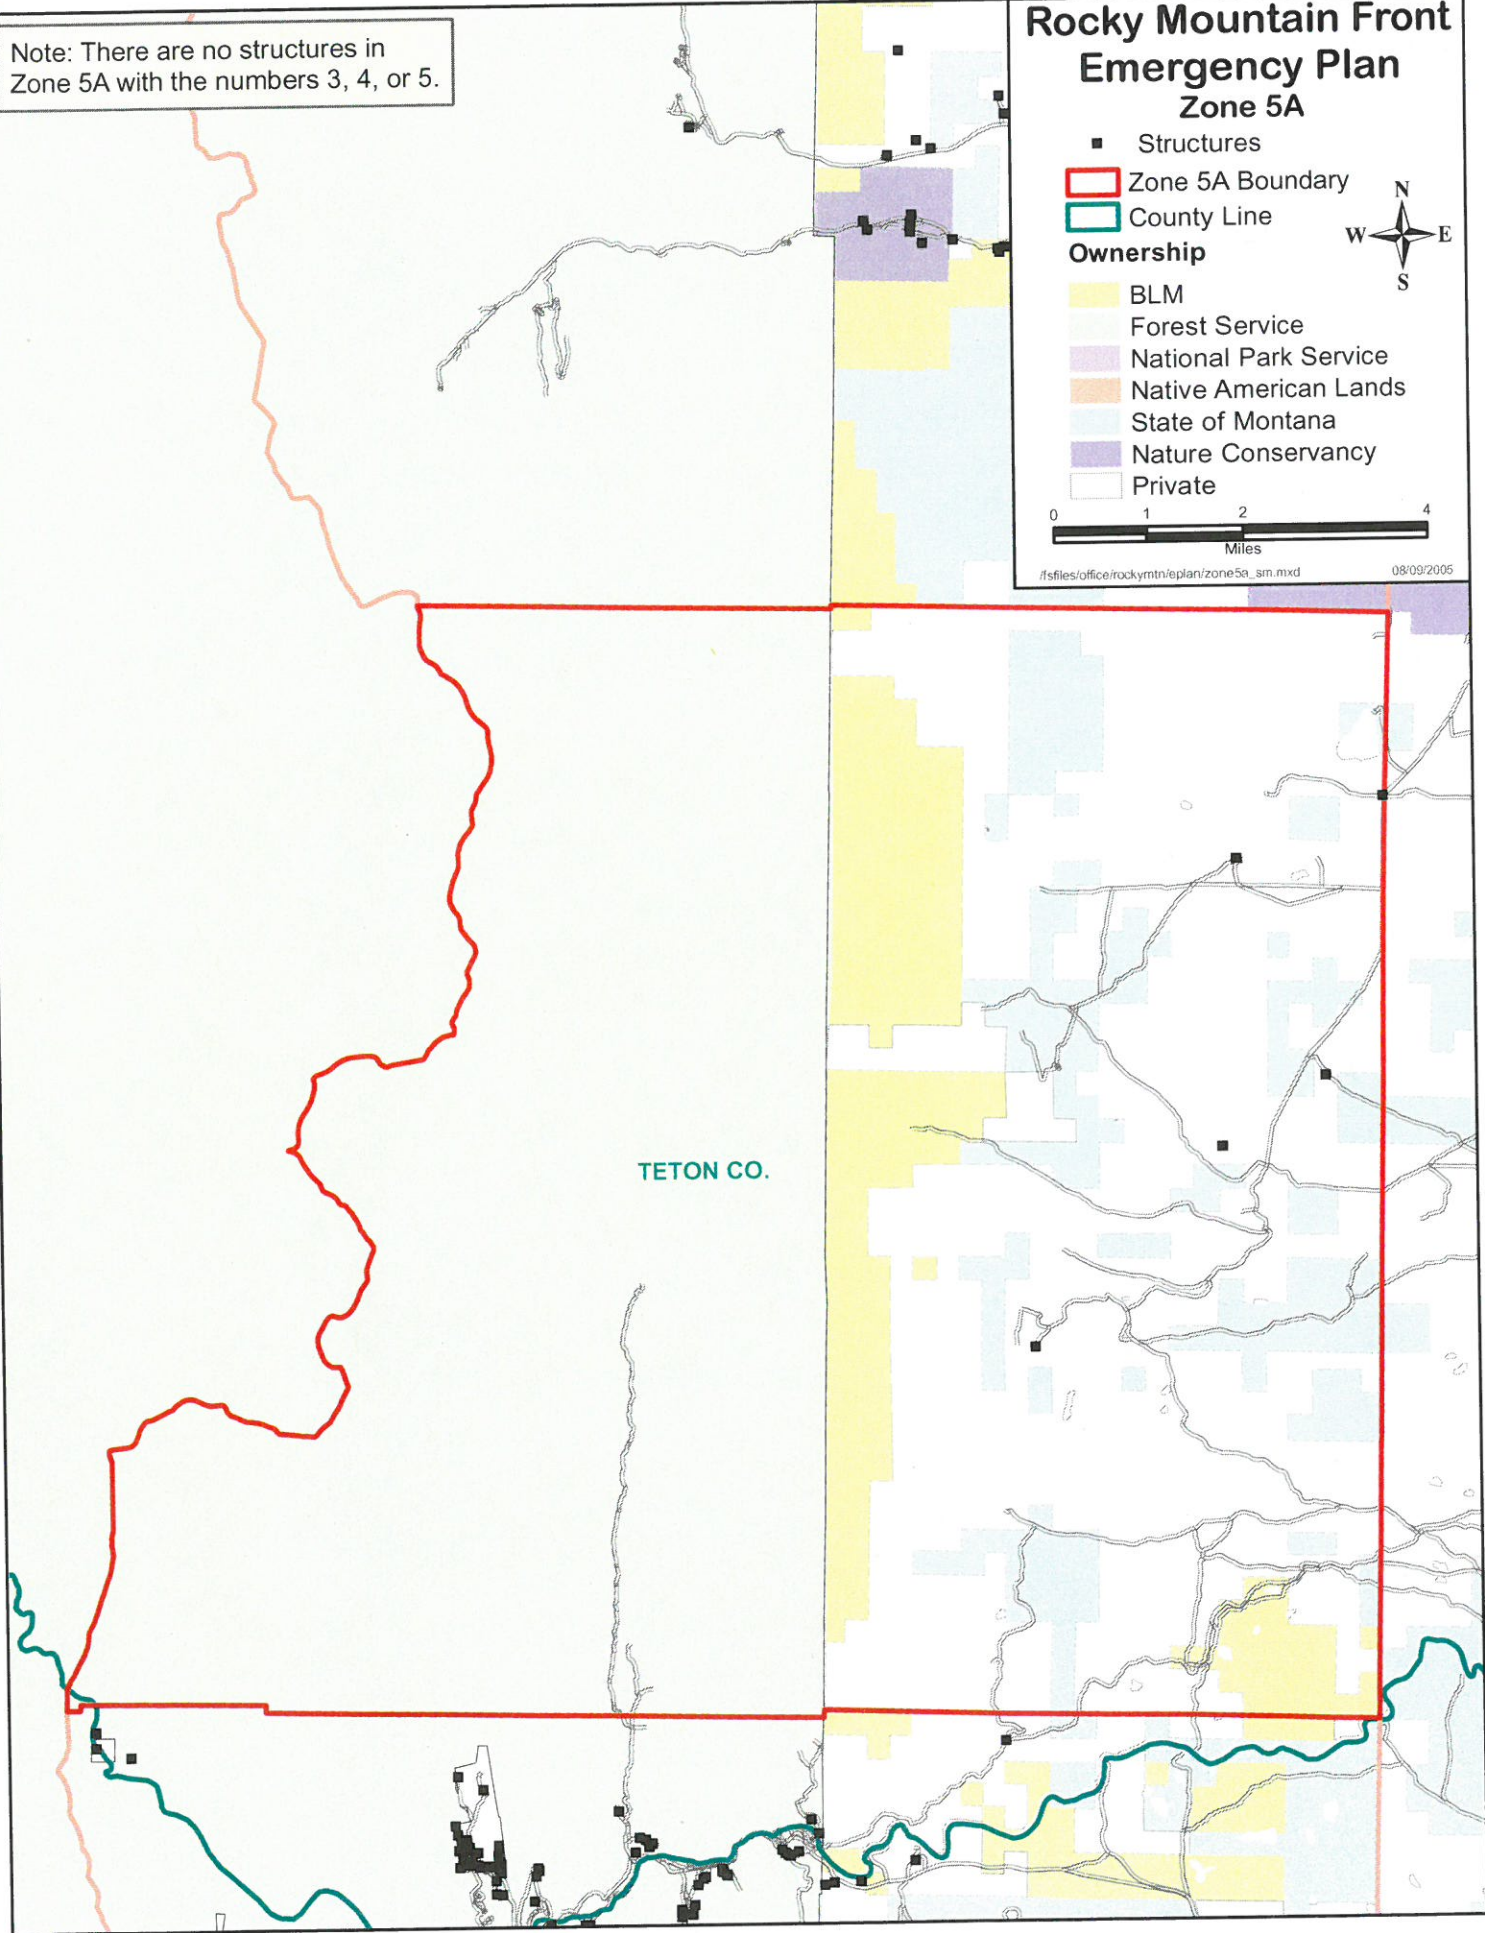 Note: There are no structures in
Zone 5A with the numbers 3, 4, or 5.
Rocky Mountain Front
Emergency Plan
Zone 5A
Structures
Zone 5A Boundary
County Line
Ownership
N
W E
S
BLM
Forest Service
National Park Service
Native American Lands
State of Montana
Nature Conservancy
Private
0 1 2 4
Miles
/fsfiles/office/rockymtn/eplan/zone5a_sm.mxd 08/09/2005
TETON CO.